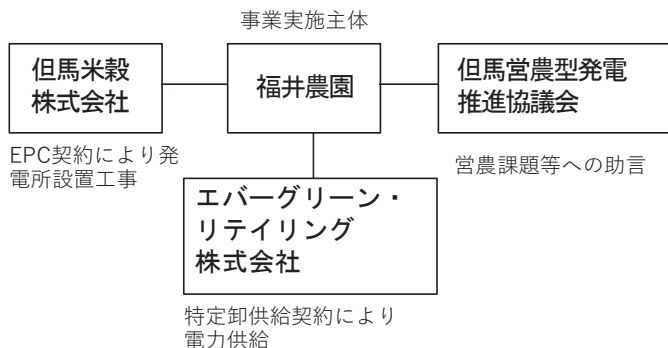 事業実施主体
但馬米穀
株式会社
福井農園
但馬営農型発電
推進協議会
EPC契約により発
電所設置工事
営農課題等への助言
エバーグリーン・
リテイリング
株式会社
特定卸供給契約により
電力供給